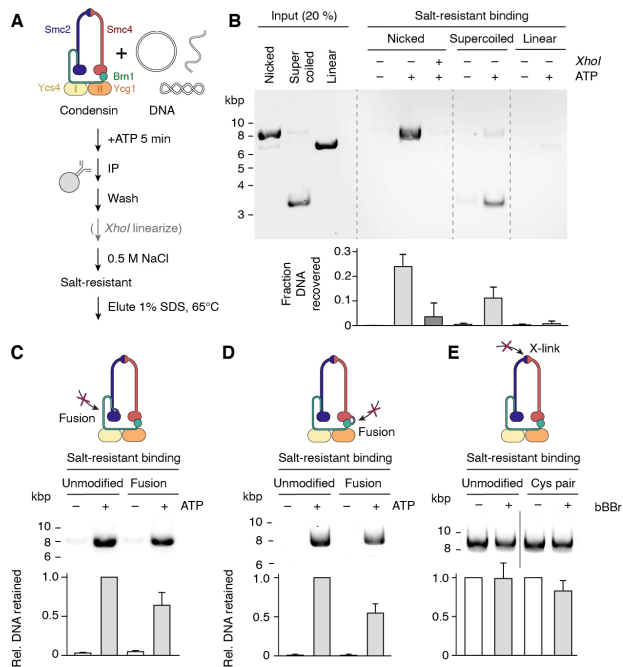 A
Smc2
Smc4
+
Brn1
Ycs4
I
II
Ycg1
Condensin
DNA
+ATP 5 min
IP
Wash
( XhoI linearize)
0.5 M NaCl
Salt-resistant
Elute 1% SDS, 65°C
B
Input (20 %)
Salt-resistant binding
Nicked
Super coiled
Linear
Nicked
Supercoiled
Linear
– – + – – – – XhoI
– + + – + – + ATP
kbp
10
8
6
5
4
3
Fraction DNA recovered
0.3
0.2
0.1
0
C
Fusion
Salt-resistant binding
Unmodified
Fusion
– + – + ATP
kbp
10
8
6
Rel. DNA retained
1.0
0.5
0
D
Fusion
Salt-resistant binding
Unmodified
Fusion
– + – + ATP
kbp
10
8
6
Rel. DNA retained
1.0
0.5
0
E
X-link
Salt-resistant binding
Unmodified
Cys pair
– + – + bBBr
kbp
10
8
Rel. DNA retained
1.0
0.5
0